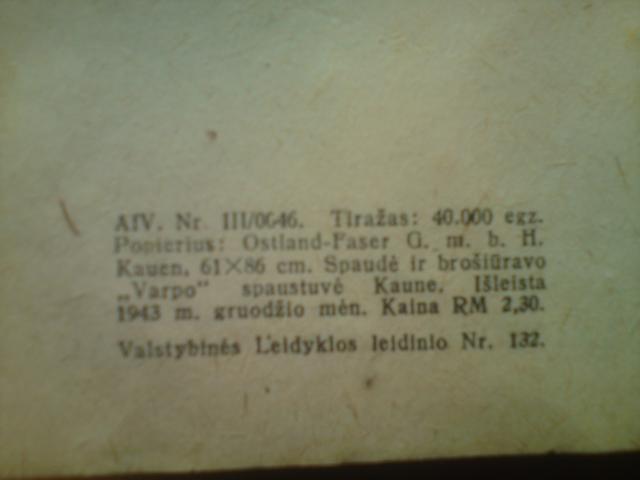 AfV. Nr. III/0646. Tiražas: 40.000 egz.
Popierius: Ostland-Faser G. m. b. H.
Kauen, 61×86 cm. Spaudė ir brošiūravo
„Varpo” spaustuvė Kaune. Išleista
1943 m. gruodžio mėn. Kaina RM 2,30.
Valstybinės Leidyklos leidinio Nr. 132.